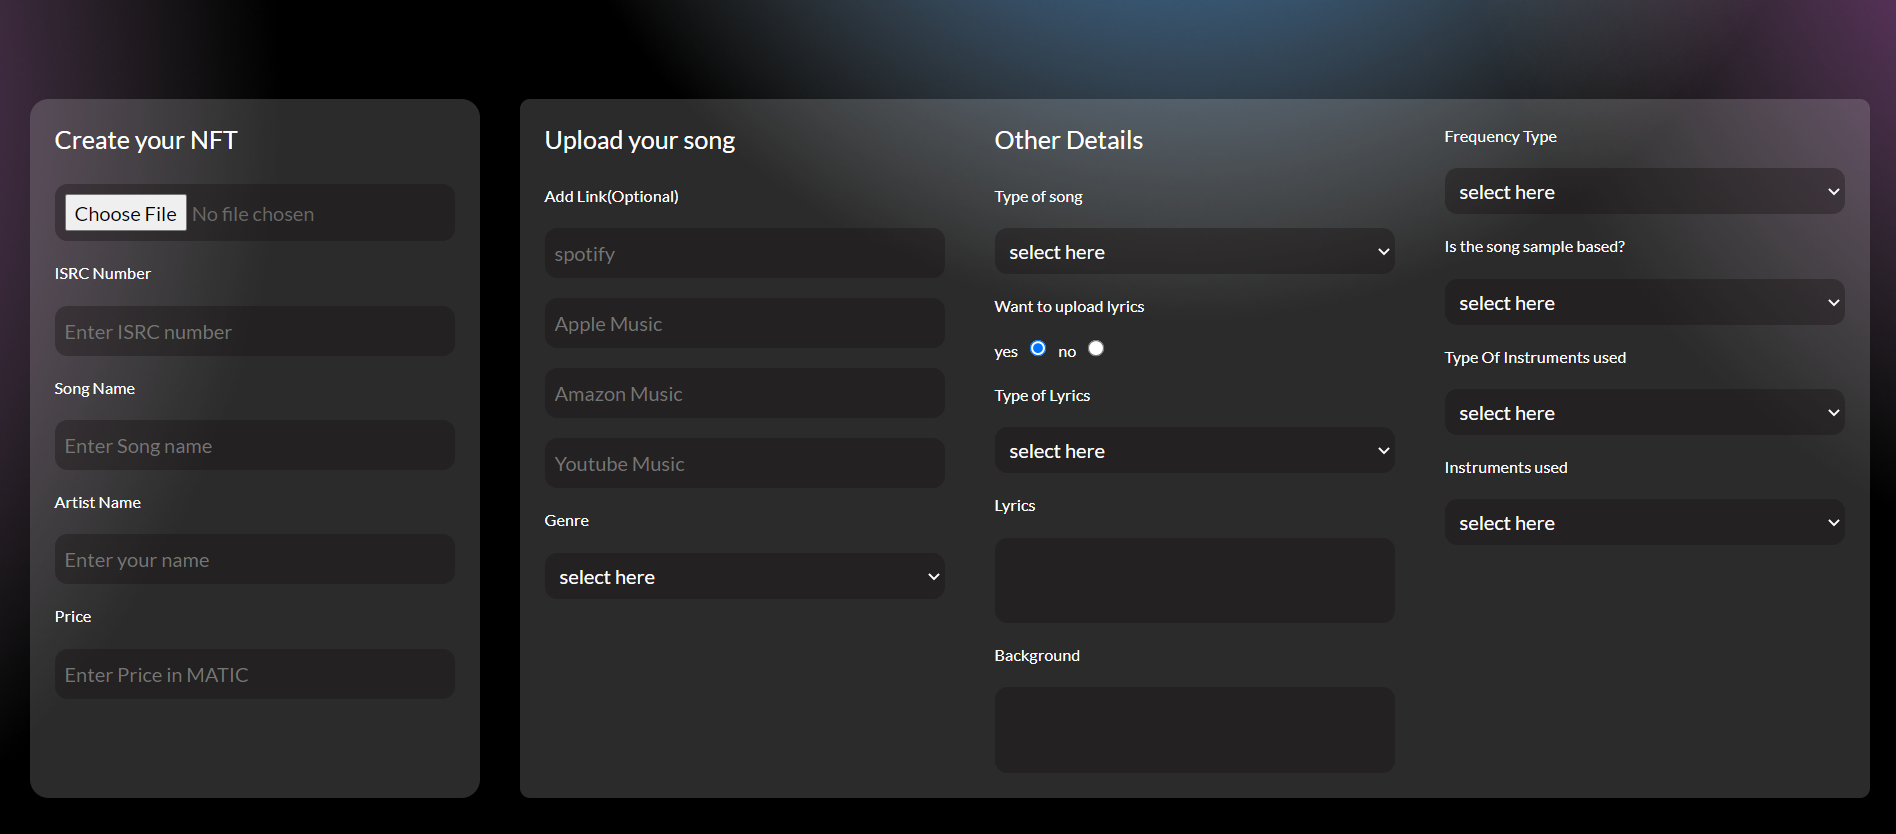 Create your NFT
Choose File No file chosen
ISRC Number
Enter ISRC number
Song Name
Enter Song name
Artist Name
Enter your name
Price
Enter Price in MATIC
Upload your song
Add Link(Optional)
spotify
Apple Music
Amazon Music
Youtube Music
Genre
select here
Other Details
Type of song
select here
Want to upload lyrics
yes no
Type of Lyrics
select here
Lyrics
Background
Frequency Type
select here
Is the song sample based?
select here
Type Of Instruments used
select here
Instruments used
select here